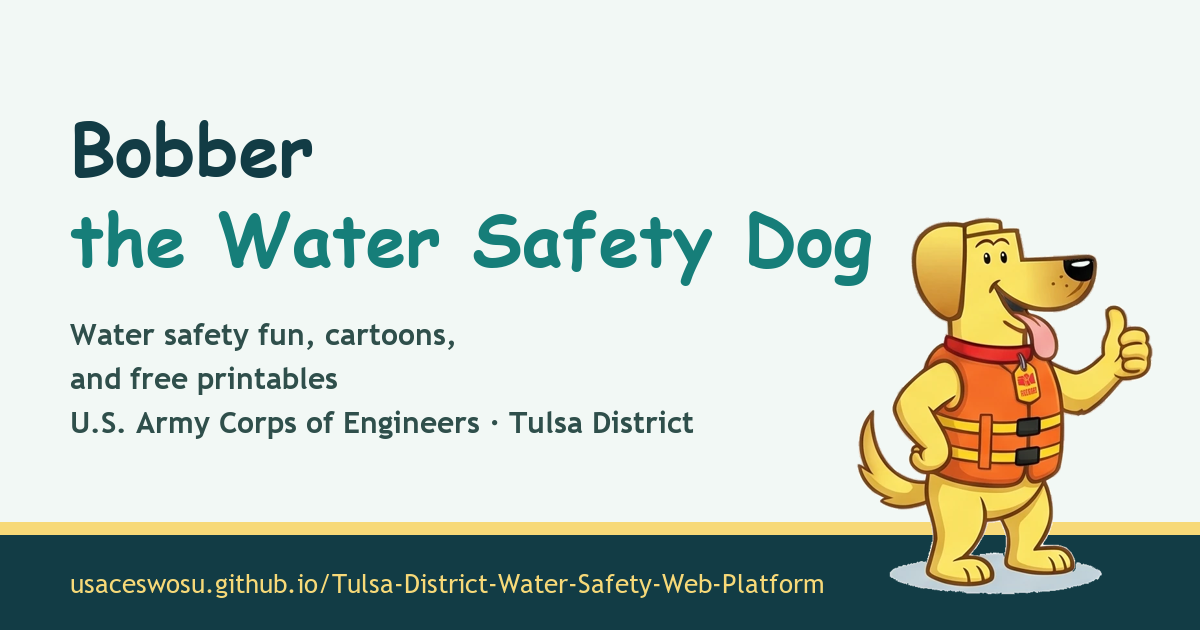 Bobber
the Water Safety Dog
Water safety fun, cartoons,
and free printables
U.S. Army Corps of Engineers · Tulsa District
usaceswosu.github.io/Tulsa-District-Water-Safety-Web-Platform